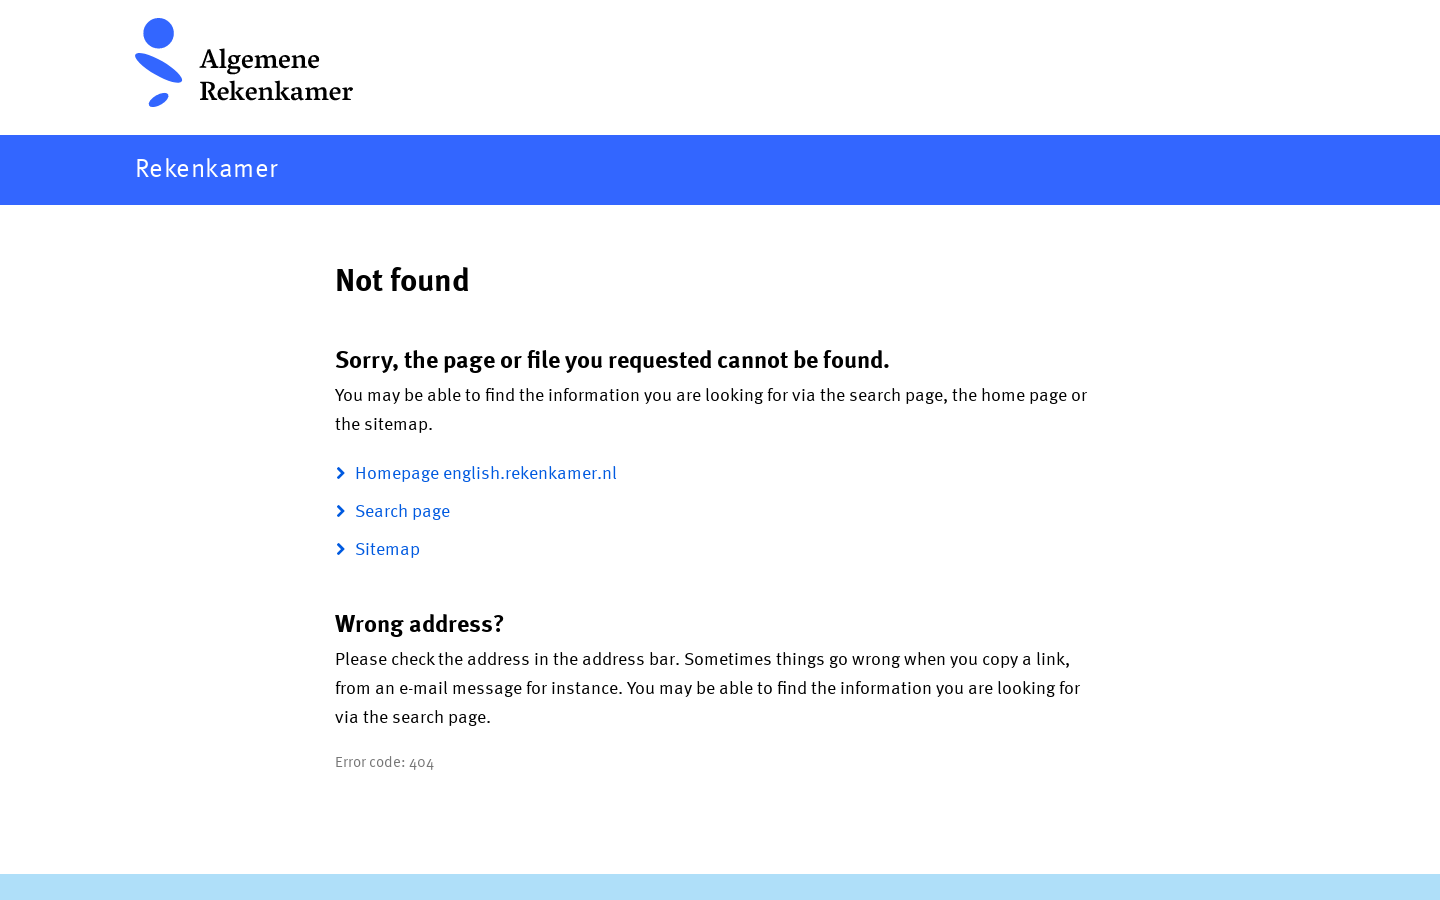 Algemene
Rekenkamer
Rekenkamer
Not found
Sorry, the page or file you requested cannot be found.
You may be able to find the information you are looking for via the search page, the home page or
the sitemap.
Homepage english.rekenkamer.nl
Search page
Sitemap
Wrong address?
Please check the address in the address bar. Sometimes things go wrong when you copy a link,
from an e-mail message for instance. You may be able to find the information you are looking for
via the search page.
Error code: 404